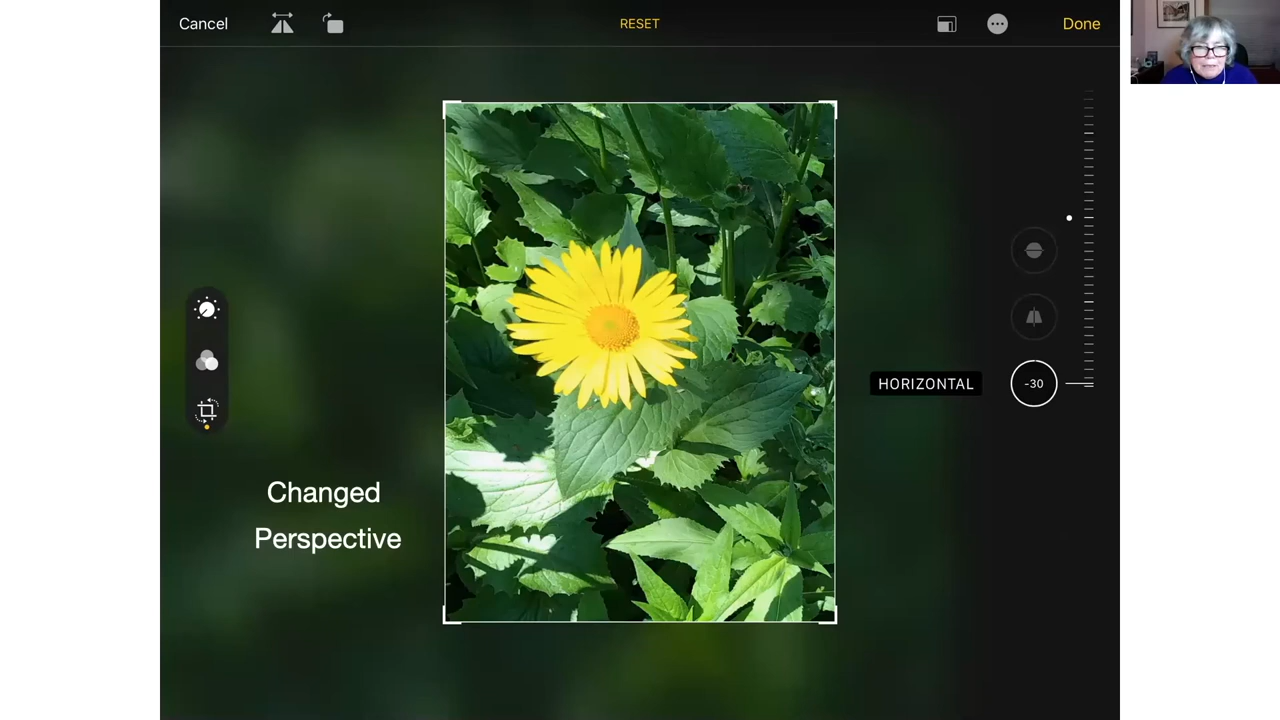 Cancel
RESET
Done
HORIZONTAL
-30
Changed
Perspective